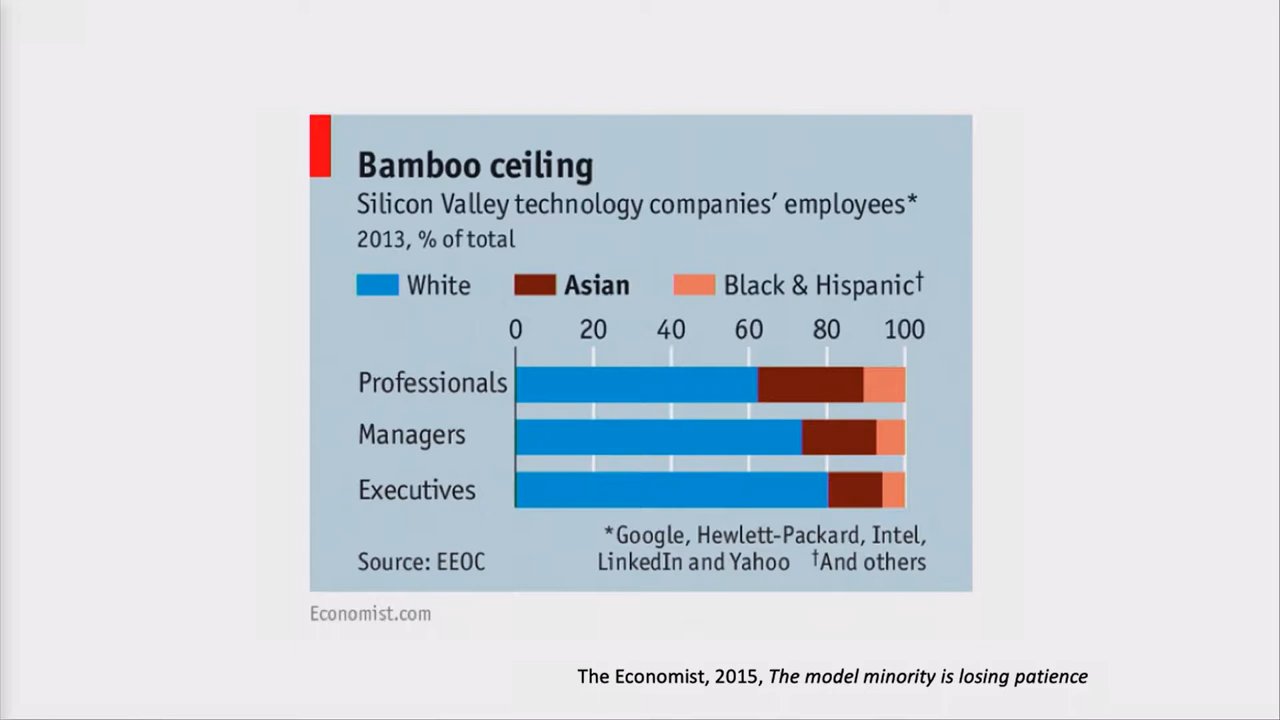 Bamboo ceiling
Silicon Valley technology companies' employees*
2013, % of total
White Asian Black & Hispanic†
0 20 40 60 80 100
Professionals
Managers
Executives
*Google, Hewlett-Packard, Intel,
Source: EEOC LinkedIn and Yahoo †And others
Economist.com
The Economist, 2015, The model minority is losing patience